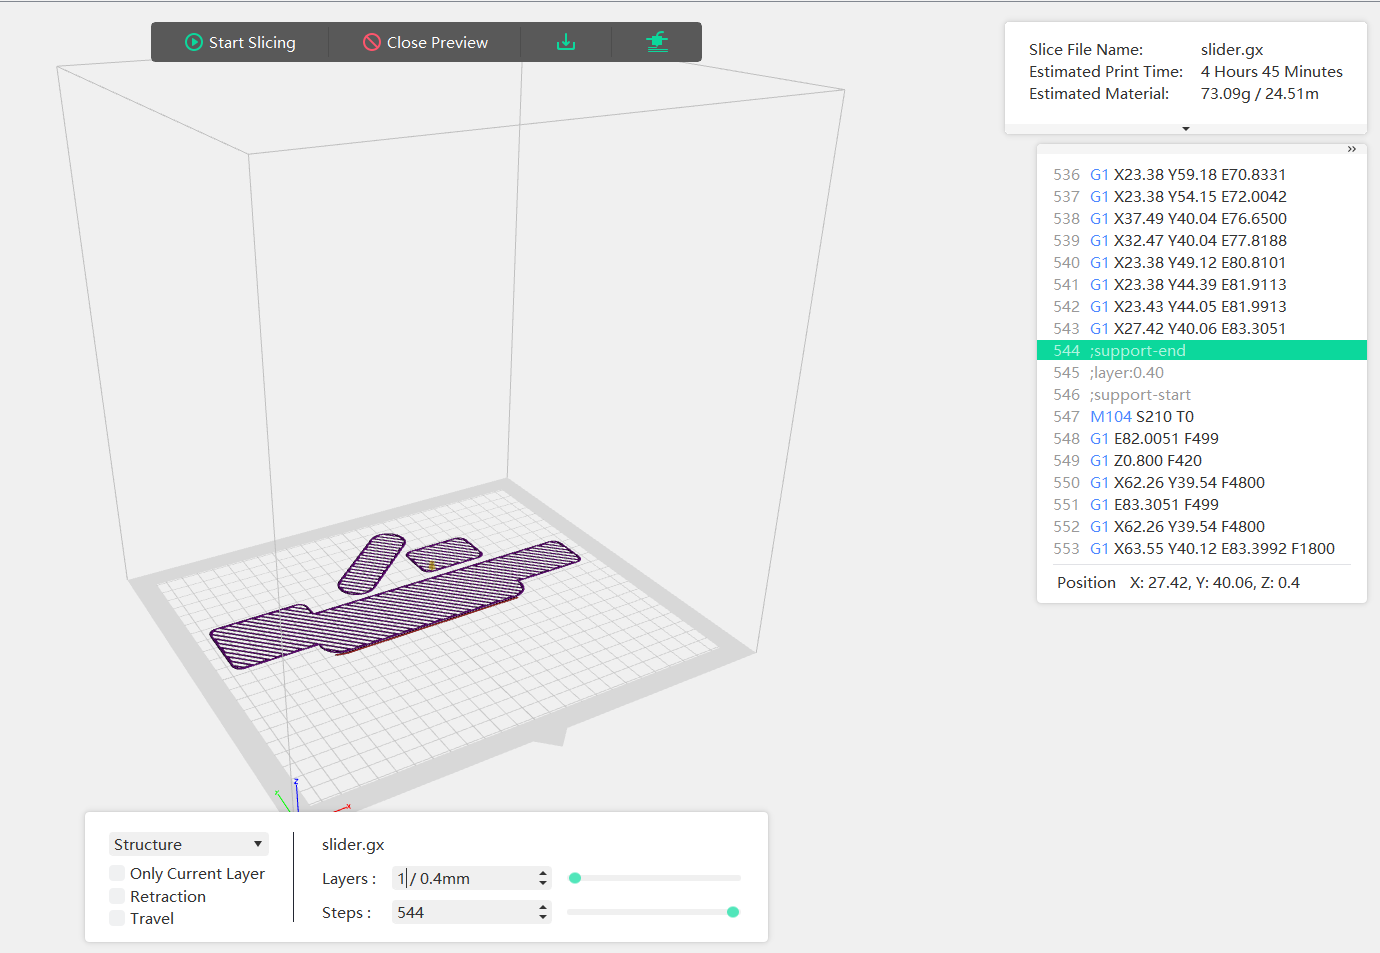 Start Slicing
Close Preview
Slice File Name: slider.gx
Estimated Print Time: 4 Hours 45 Minutes
Estimated Material: 73.09g / 24.51m
»
536 G1 X23.38 Y59.18 E70.8331
537 G1 X23.38 Y54.15 E72.0042
538 G1 X37.49 Y40.04 E76.6500
539 G1 X32.47 Y40.04 E77.8188
540 G1 X23.38 Y49.12 E80.8101
541 G1 X23.38 Y44.39 E81.9113
542 G1 X23.43 Y44.05 E81.9913
543 G1 X27.42 Y40.06 E83.3051
544 ;support-end
545 ;layer:0.40
546 ;support-start
547 M104 S210 T0
548 G1 E82.0051 F499
549 G1 Z0.800 F420
550 G1 X62.26 Y39.54 F4800
551 G1 E83.3051 F499
552 G1 X62.26 Y39.54 F4800
553 G1 X63.55 Y40.12 E83.3992 F1800
Position X: 27.42, Y: 40.06, Z: 0.4
Z
Y
X
Structure
Only Current Layer
Retraction
Travel
slider.gx
Layers : 1 / 0.4mm
Steps : 544